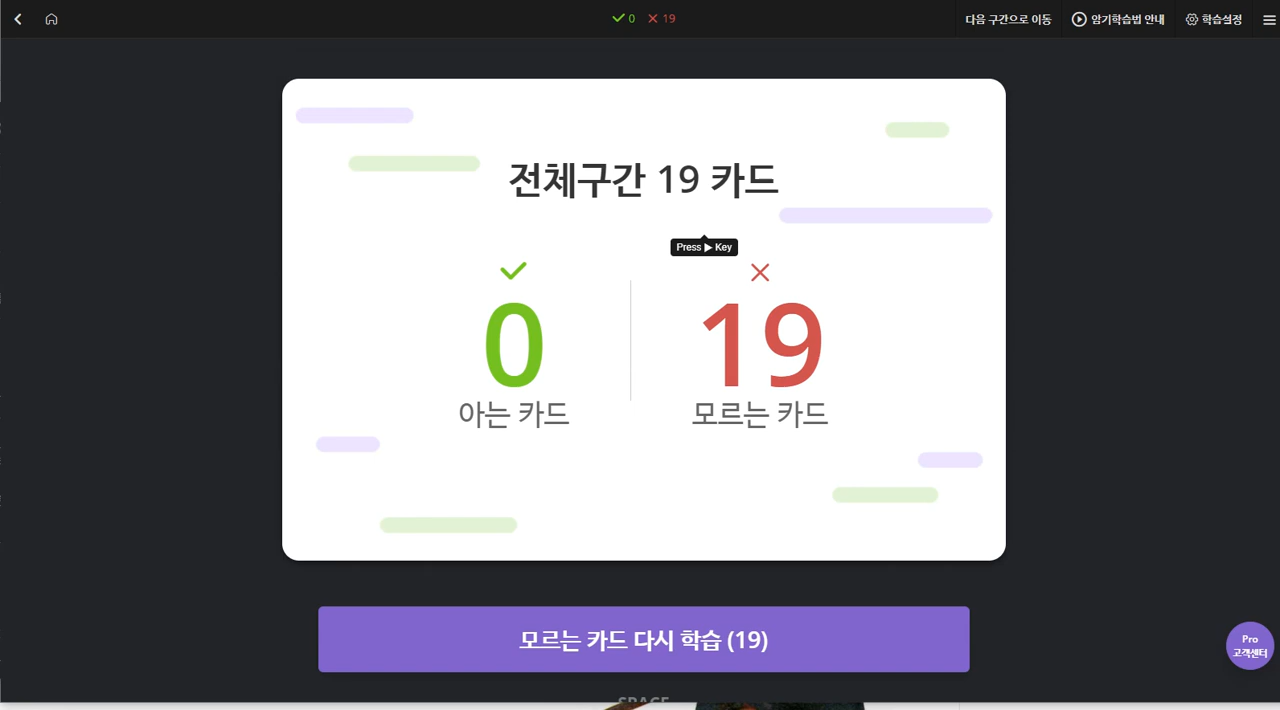 0 19 다음 구간으로 이동 암기학습법 안내 학습설정
전체구간 19 카드
Press ▶ Key
0 19
아는 카드 모르는 카드
모르는 카드 다시 학습 (19)
Pro
고객센터
SPACE